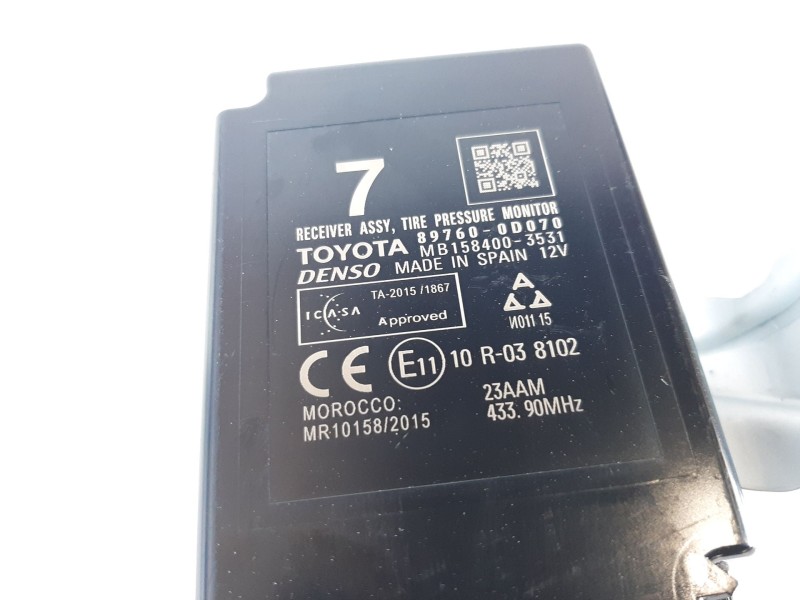 7
RECEIVER ASSY, TIRE PRESSURE MONITOR
TOYOTA 89760-0D070
MB158400-3531
DENSO MADE IN SPAIN 12V
TA-2015 /1867
ICASA Approved
И011 15
CE E11 10 R-03 8102
MOROCCO:
MR10158/2015
23AAM
433.90MHz